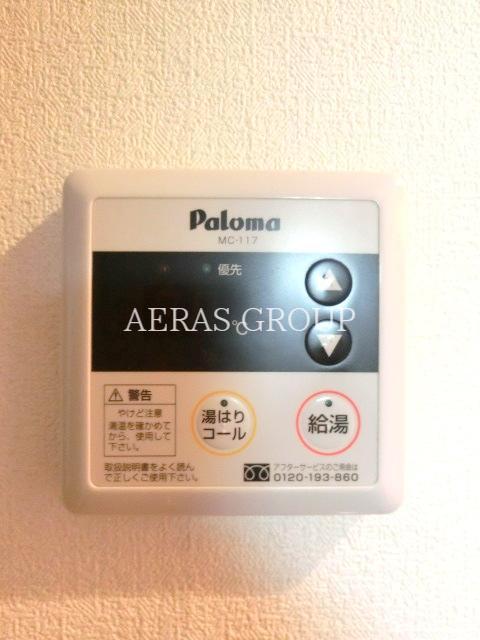 Paloma
MC-117
優先
AERAS GROUP
℃
警告
やけど注意
湯温を確かめて
から、使用して
下さい。
湯はり
コール
給湯
取扱説明書をよく読ん
で正しくご使用下さい。
アフターサービスのご用命は
0120-193-860